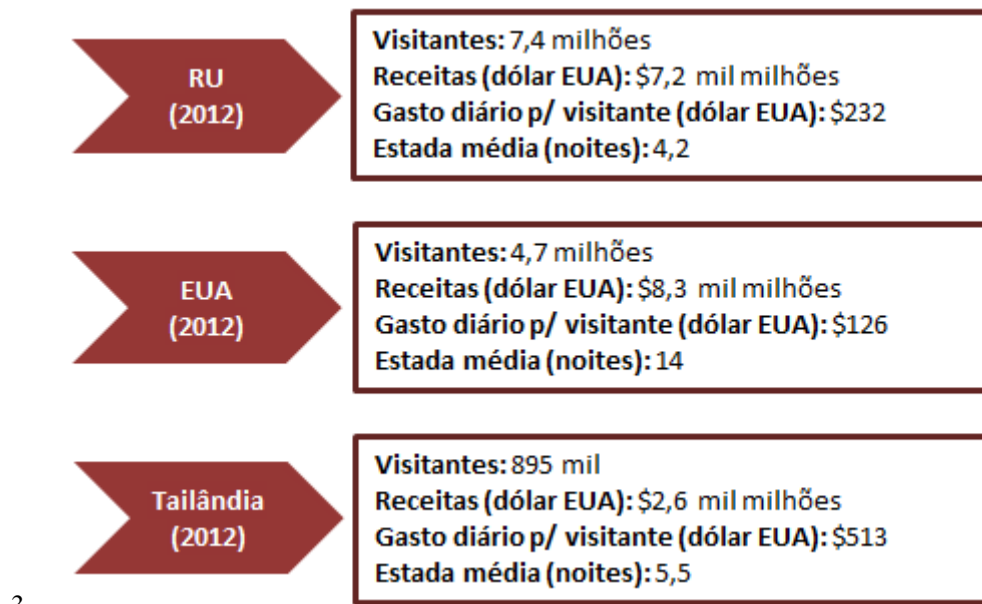 RU
(2012)
Visitantes: 7,4 milhões
Receitas (dólar EUA): $7,2 mil milhões
Gasto diário p/ visitante (dólar EUA): $232
Estada média (noites): 4,2
EUA
(2012)
Visitantes: 4,7 milhões
Receitas (dólar EUA): $8,3 mil milhões
Gasto diário p/ visitante (dólar EUA): $126
Estada média (noites): 14
Tailândia
(2012)
Visitantes: 895 mil
Receitas (dólar EUA): $2,6 mil milhões
Gasto diário p/ visitante (dólar EUA): $513
Estada média (noites): 5,5